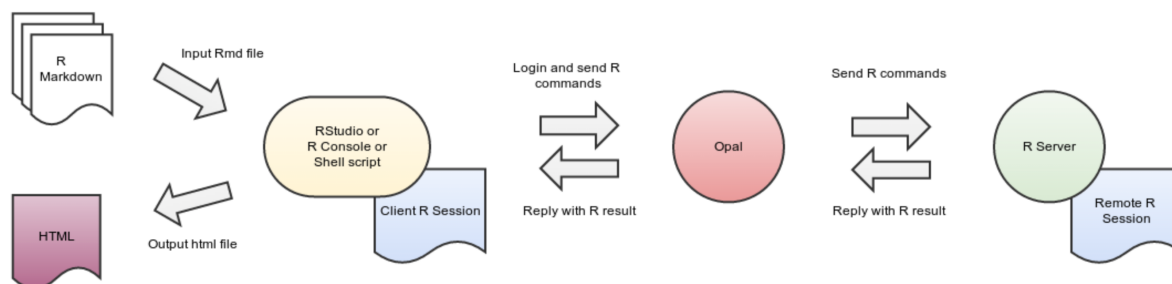 R
Markdown
Input Rmd file
Login and send R
commands
Send R commands
RStudio or
R Console or
Shell script
Opal
R Server
Client R Session
Reply with R result
Reply with R result
Remote R
Session
HTML
Output html file